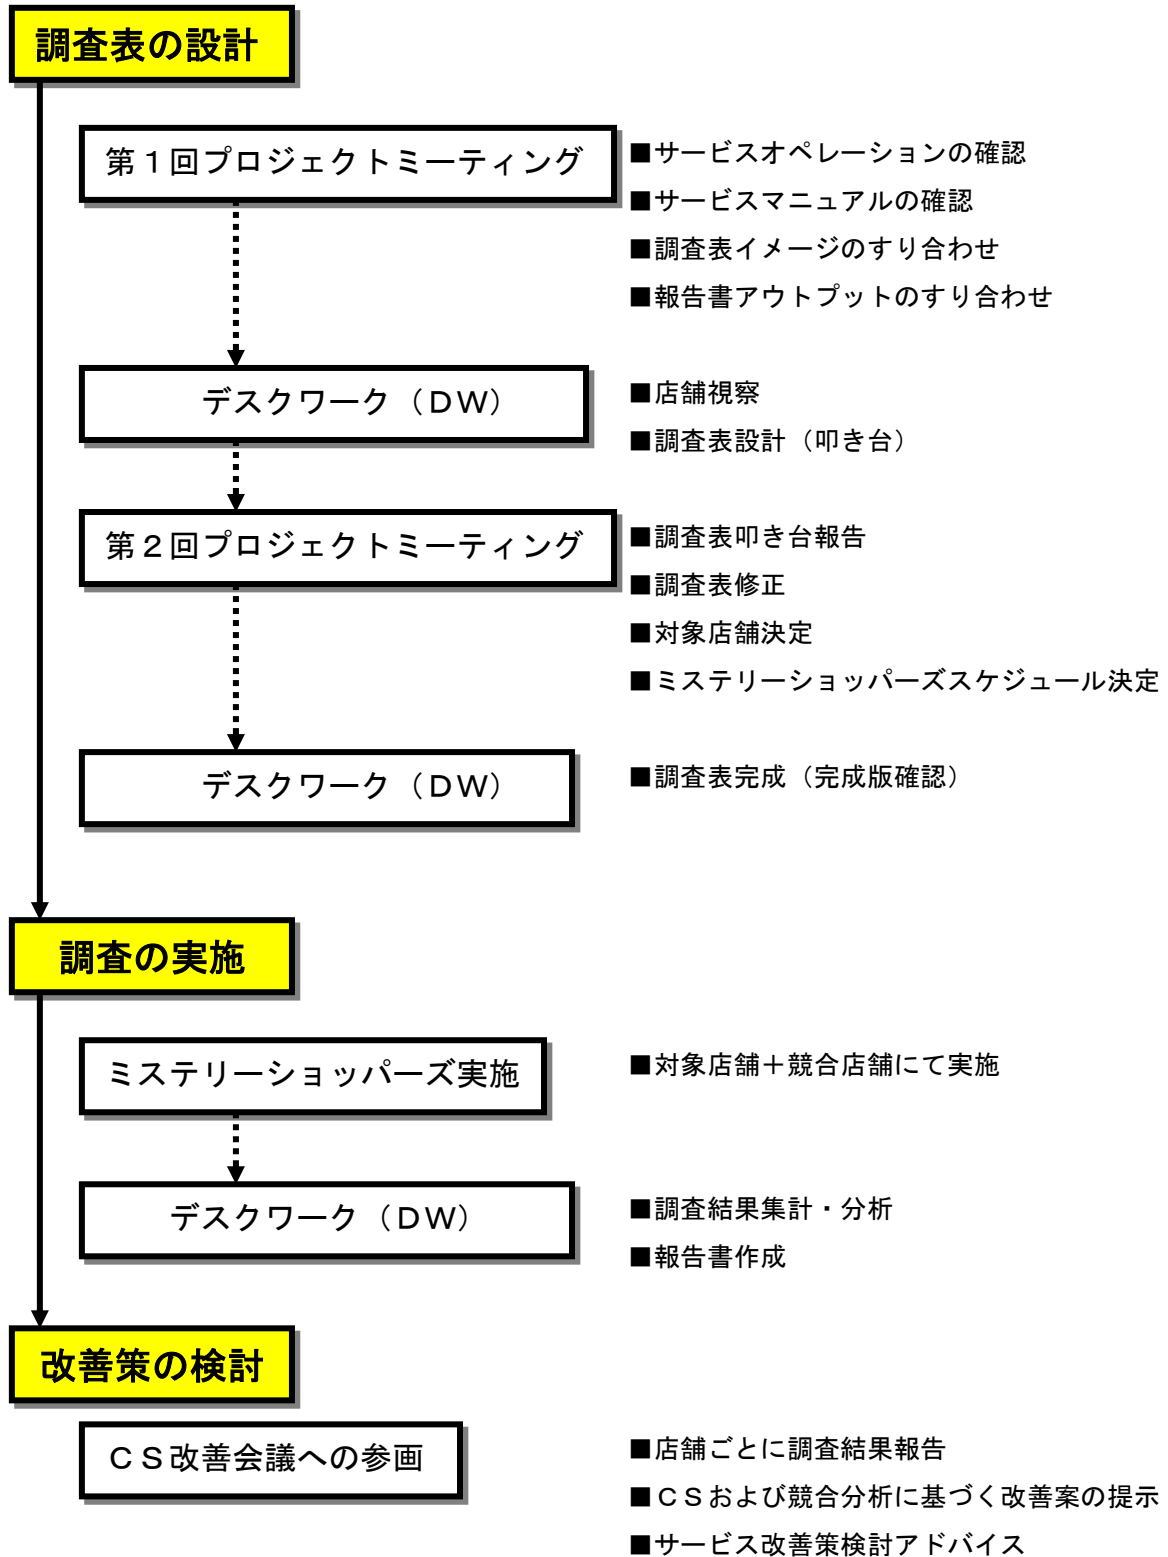 調査表の設計
第１回プロジェクトミーティング
■サービスオペレーションの確認
■サービスマニュアルの確認
■調査表イメージのすり合わせ
■報告書アウトプットのすり合わせ
デスクワーク（ＤＷ）
■店舗視察
■調査表設計（叩き台）
第２回プロジェクトミーティング
■調査表叩き台報告
■調査表修正
■対象店舗決定
■ミステリーショッパーズスケジュール決定
デスクワーク（ＤＷ）
■調査表完成（完成版確認）
調査の実施
ミステリーショッパーズ実施
■対象店舗＋競合店舗にて実施
デスクワーク（ＤＷ）
■調査結果集計・分析
■報告書作成
改善策の検討
ＣＳ改善会議への参画
■店舗ごとに調査結果報告
■ＣＳおよび競合分析に基づく改善案の提示
■サービス改善策検討アドバイス